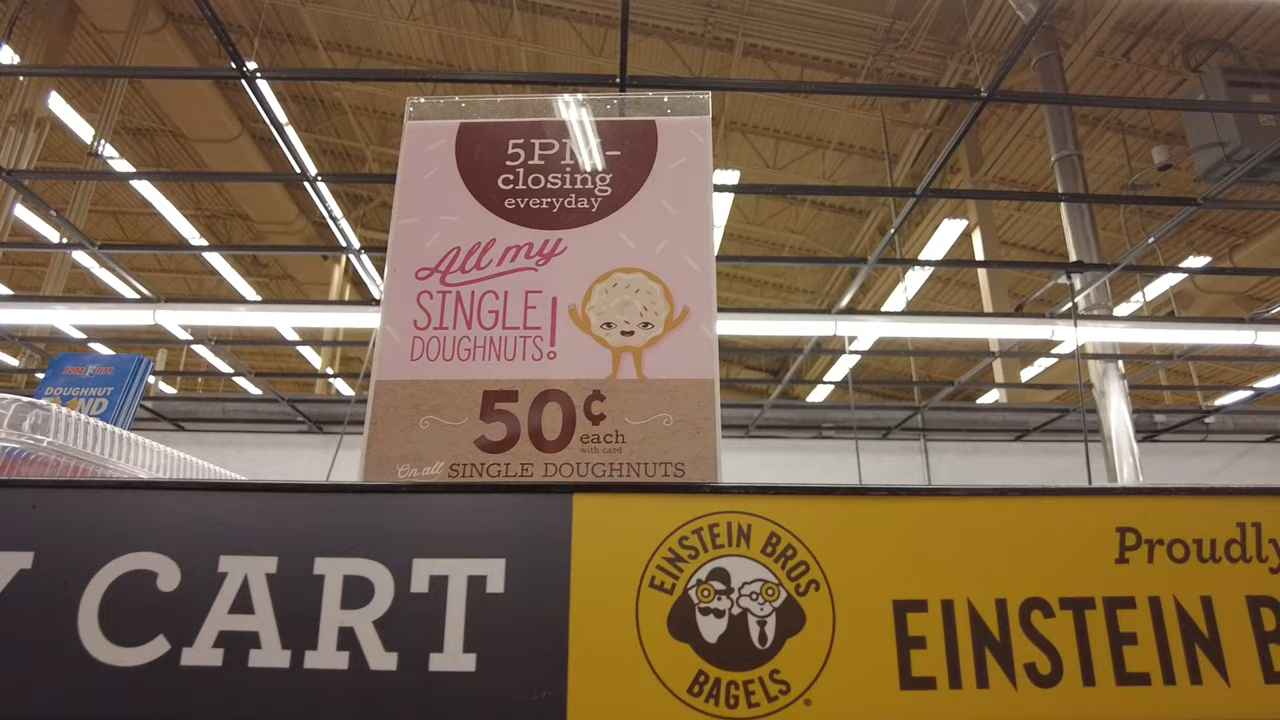 5PM-
closing
everyday
All my
SINGLE
DOUGHNUTS!
50¢
each
with card
On all SINGLE DOUGHNUTS
DOUGHNUT
CART
EINSTEIN BROS
BAGELS
Proudly
EINSTEIN B